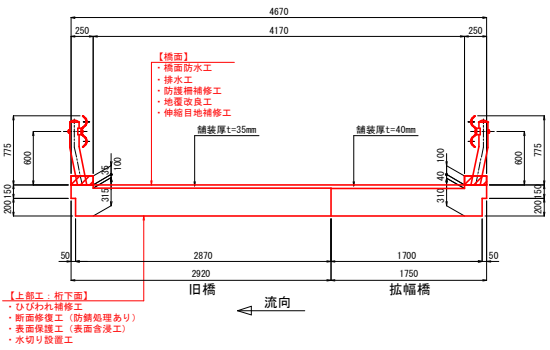 4670
250
4170
250
【橋面】
・橋面防水工
・排水工
・防護柵補修工
・地覆改良工
・伸縮目地補修工
舗装厚t=35mm
舗装厚t=40mm
775
600
150
200
100
35
315
100
40
310
600
775
150
200
50
2870
1700
50
2920
1750
旧橋
拡幅橋
流向
【上部工：桁下面】
・ひびわれ補修工
・断面修復工（防錆処理あり）
・表面保護工（表面含浸工）
・水切り設置工